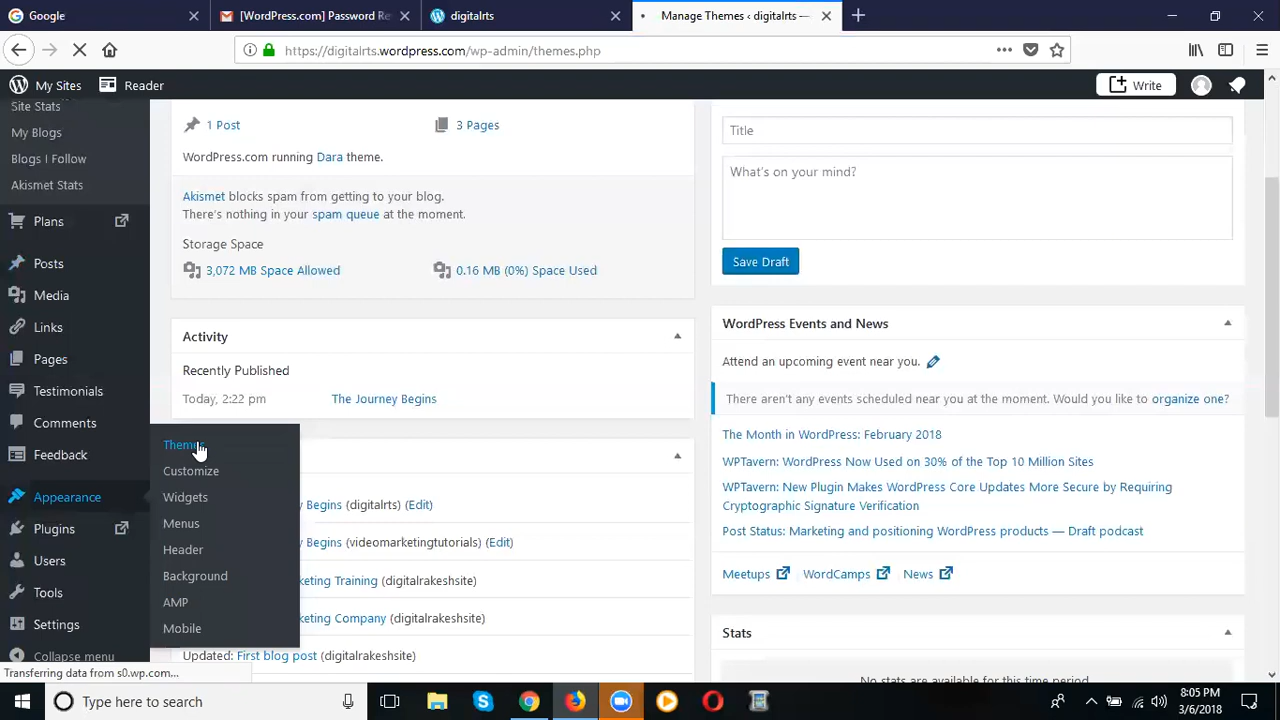 Google
[WordPress.com] Password Re
digitalrts
Manage Themes ‹ digitalrts —
https://digitalrts.wordpress.com/wp-admin/themes.php
My Sites
Reader
Write
Site Stats
My Blogs
Blogs I Follow
Akismet Stats
Plans
Posts
Media
Links
Pages
Testimonials
Comments
Feedback
Appearance
Plugins
Users
Tools
Settings
Collapse menu
Themes
Customize
Widgets
Menus
Header
Background
AMP
Mobile
1 Post
3 Pages
WordPress.com running Dara theme.
Akismet blocks spam from getting to your blog.
There's nothing in your spam queue at the moment.
Storage Space
3,072 MB Space Allowed
0.16 MB (0%) Space Used
Activity
Recently Published
Today, 2:22 pm
The Journey Begins
Begins (digitalrts) (Edit)
Begins (videomarketingtutorials) (Edit)
keting Training (digitalrakeshsite)
keting Company (digitalrakeshsite)
Updated: First blog post (digitalrakeshsite)
Title
What's on your mind?
Save Draft
WordPress Events and News
Attend an upcoming event near you.
There aren't any events scheduled near you at the moment. Would you like to organize one?
The Month in WordPress: February 2018
WPTavern: WordPress Now Used on 30% of the Top 10 Million Sites
WPTavern: New Plugin Makes WordPress Core Updates More Secure by Requiring
Cryptographic Signature Verification
Post Status: Marketing and positioning WordPress products — Draft podcast
Meetups
WordCamps
News
Stats
No stats are available for this time period.
Transferring data from s0.wp.com...
Type here to search
8:05 PM
3/6/2018